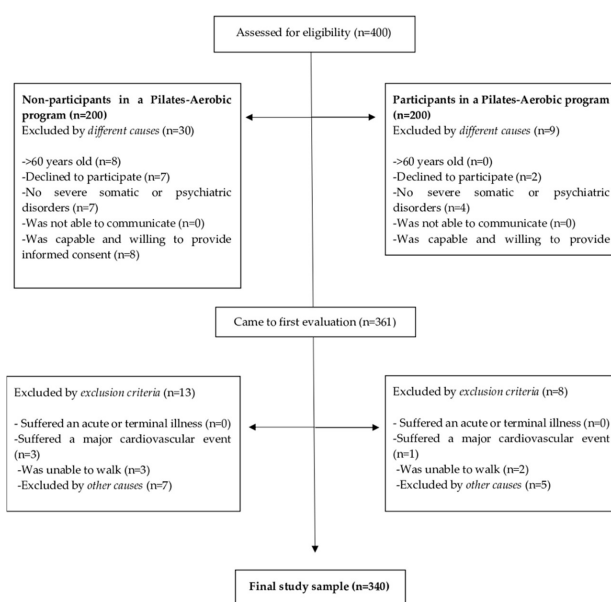 Assessed for eligibility (n=400)
Non-participants in a Pilates-Aerobic
program (n=200)
Excluded by different causes (n=30)
->60 years old (n=8)
-Declined to participate (n=7)
-No severe somatic or psychiatric
disorders (n=7)
-Was not able to communicate (n=0)
-Was capable and willing to provide
informed consent (n=8)
Participants in a Pilates-Aerobic program
(n=200)
Excluded by different causes (n=9)
->60 years old (n=0)
-Declined to participate (n=2)
-No severe somatic or psychiatric
disorders (n=4)
-Was not able to communicate (n=0)
-Was capable and willing to provide
Came to first evaluation (n=361)
Excluded by exclusion criteria (n=13)
- Suffered an acute or terminal illness (n=0)
-Suffered a major cardiovascular event
(n=3)
-Was unable to walk (n=3)
-Excluded by other causes (n=7)
Excluded by exclusion criteria (n=8)
- Suffered an acute or terminal illness (n=0)
-Suffered a major cardiovascular event
(n=1)
-Was unable to walk (n=2)
-Excluded by other causes (n=5)
Final study sample (n=340)